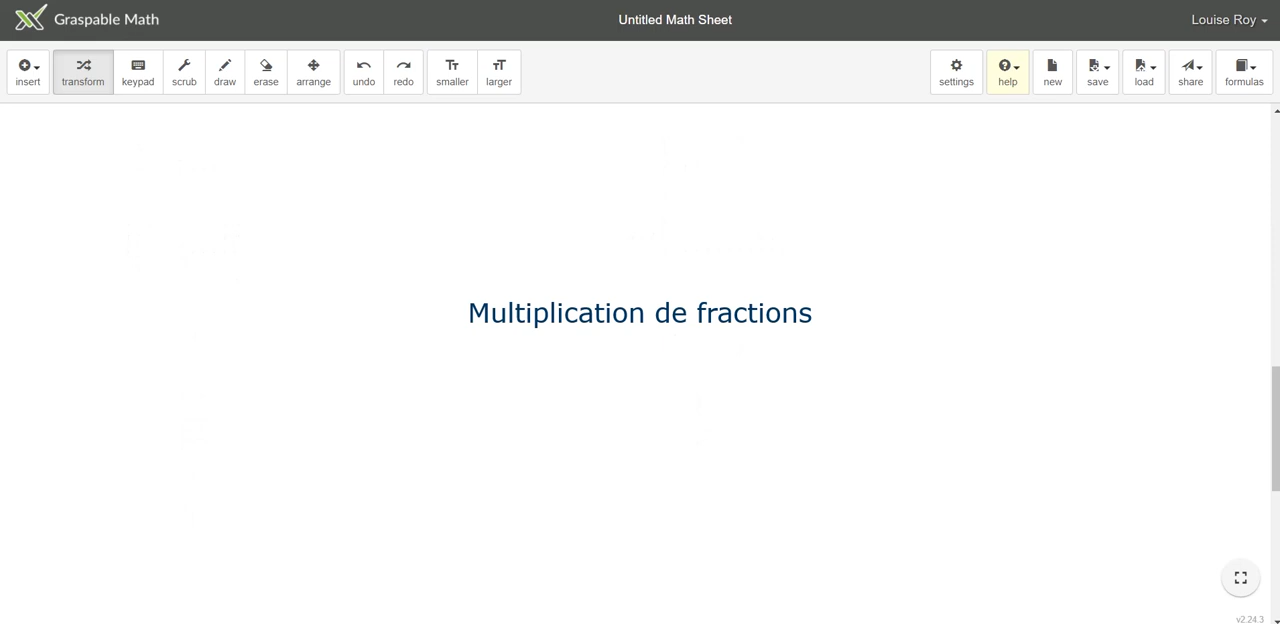 Graspable Math
Untitled Math Sheet
Louise Roy
insert
transform
keypad
scrub
draw
erase
arrange
undo
redo
smaller
larger
settings
help
new
save
load
share
formulas
Multiplication de fractions
v2.24.3